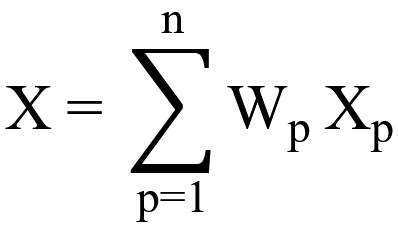 n
X = ∑ Wp Xp
p=1